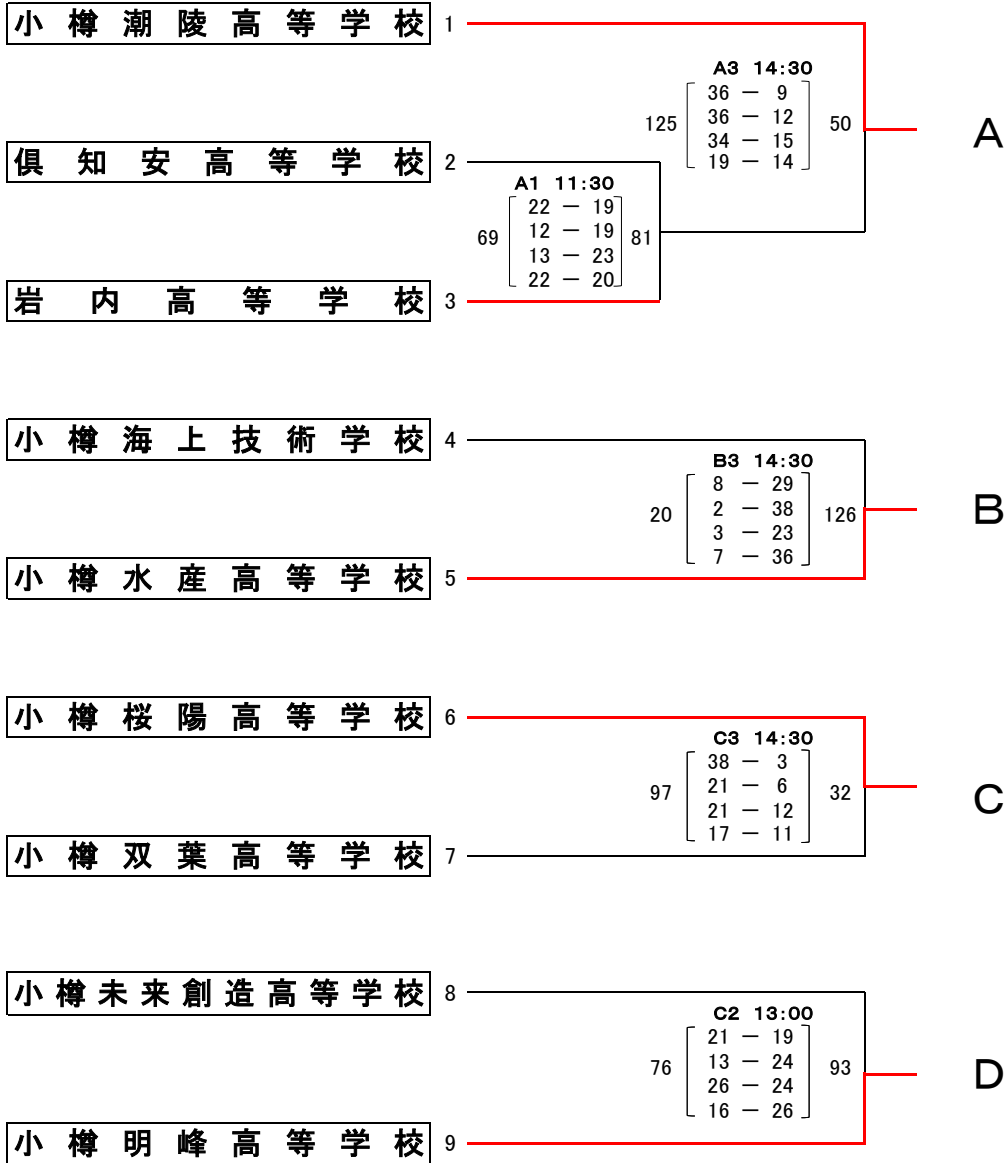 小樽潮陵高等学校 1
A3 14:30
36 － 9
36 － 12
125 50
34 － 15
19 － 14
A
倶知安高等学校 2
A1 11:30
22 － 19
12 － 19
69 81
13 － 23
22 － 20
岩内高等学校 3
小樽海上技術学校 4
B3 14:30
8 － 29
2 － 38
20 126
3 － 23
7 － 36
B
小樽水産高等学校 5
小樽桜陽高等学校 6
C3 14:30
38 － 3
21 － 6
97 32
21 － 12
17 － 11
C
小樽双葉高等学校 7
小樽未来創造高等学校 8
C2 13:00
21 － 19
13 － 24
76 93
26 － 24
16 － 26
D
小樽明峰高等学校 9